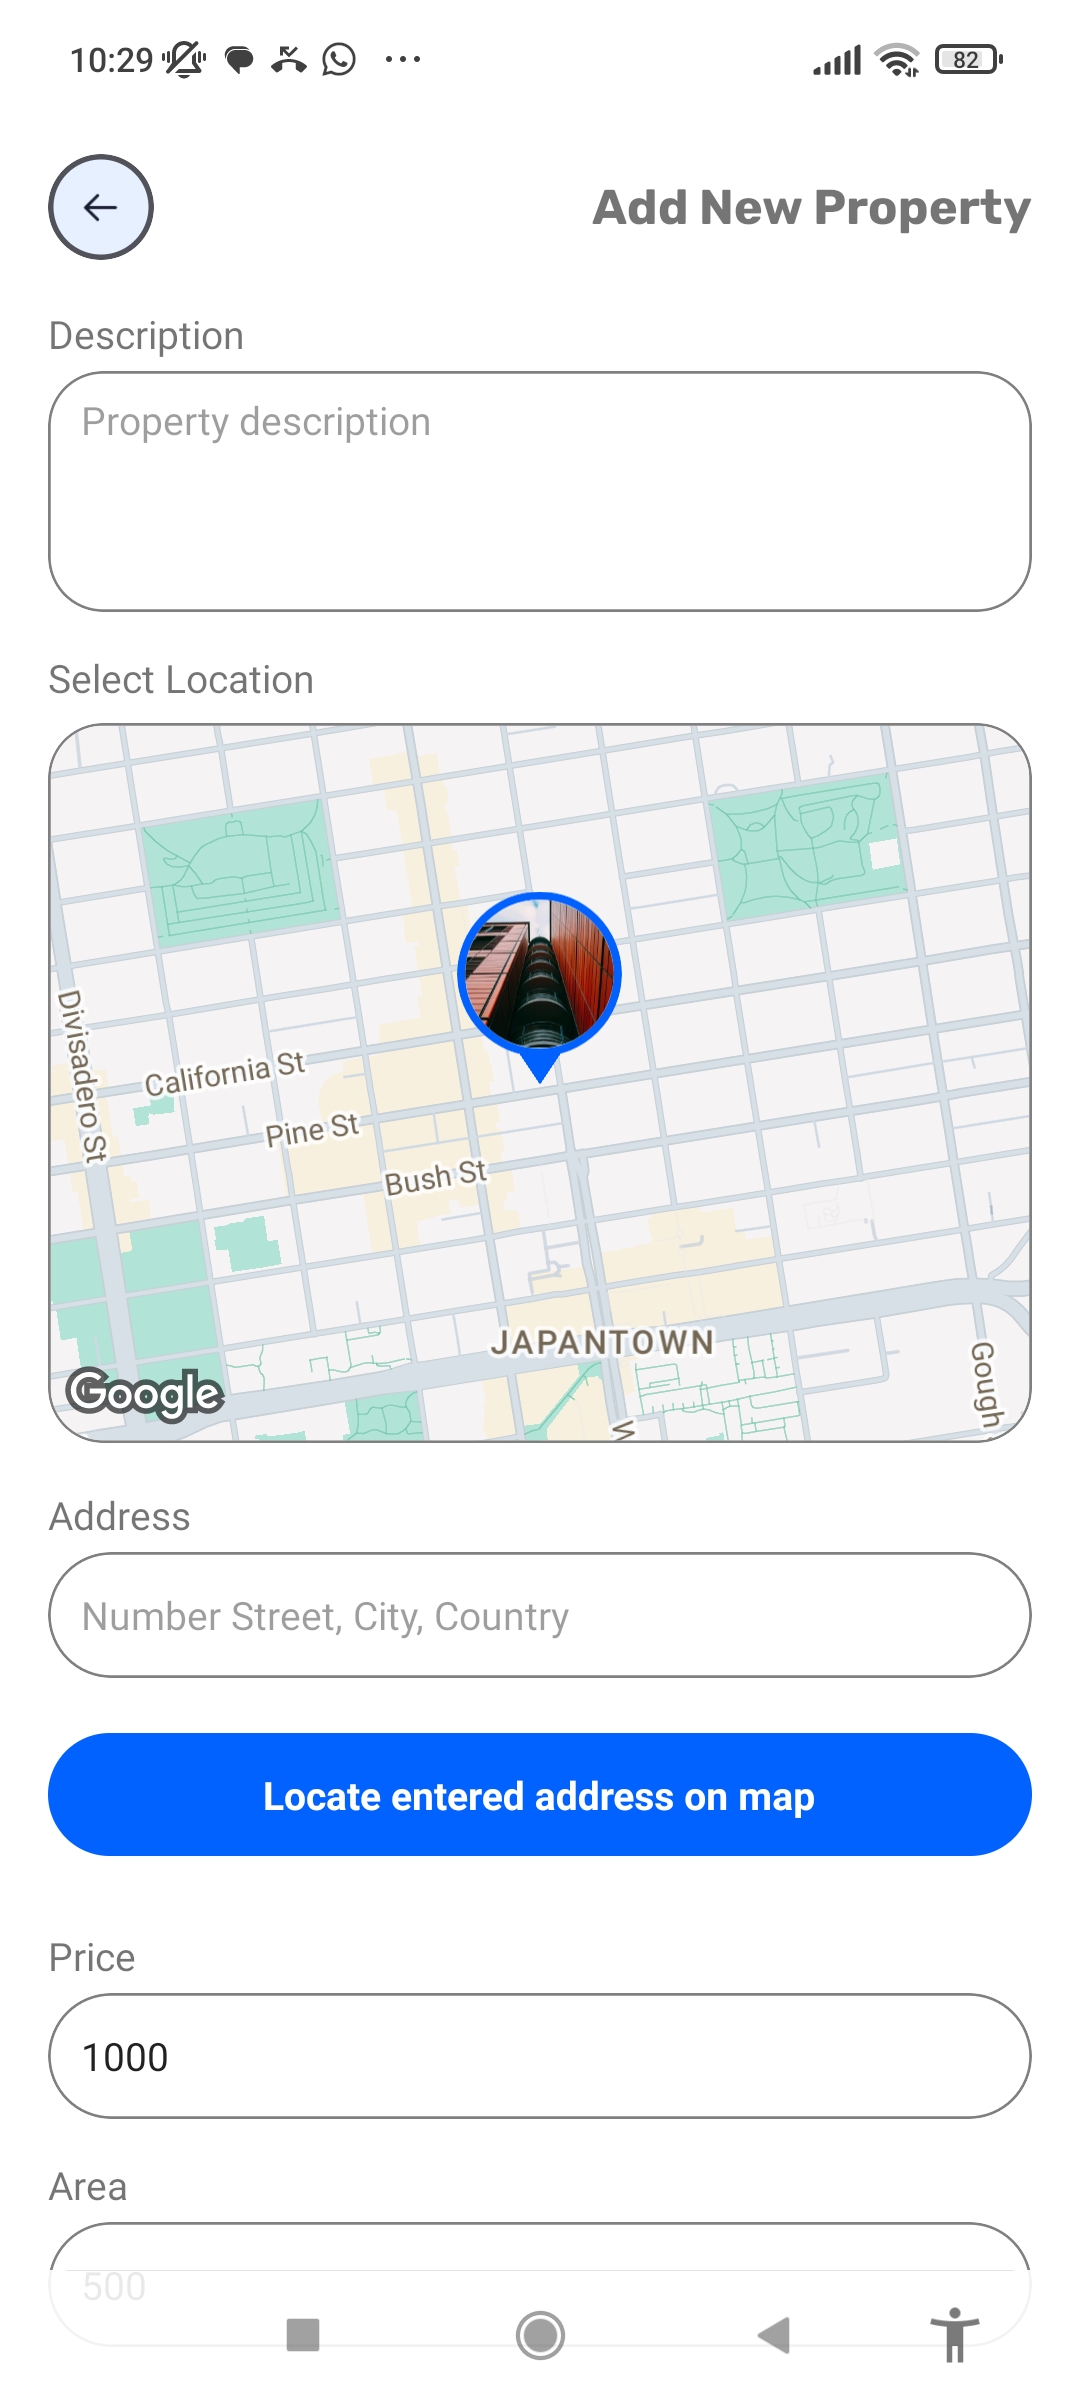 10:29
82
Add New Property
Description
Property description
Select Location
Divisadero St
California St
Pine St
Bush St
JAPANTOWN
Gough
W
Google
Address
Number Street, City, Country
Locate entered address on map
Price
1000
Area
500